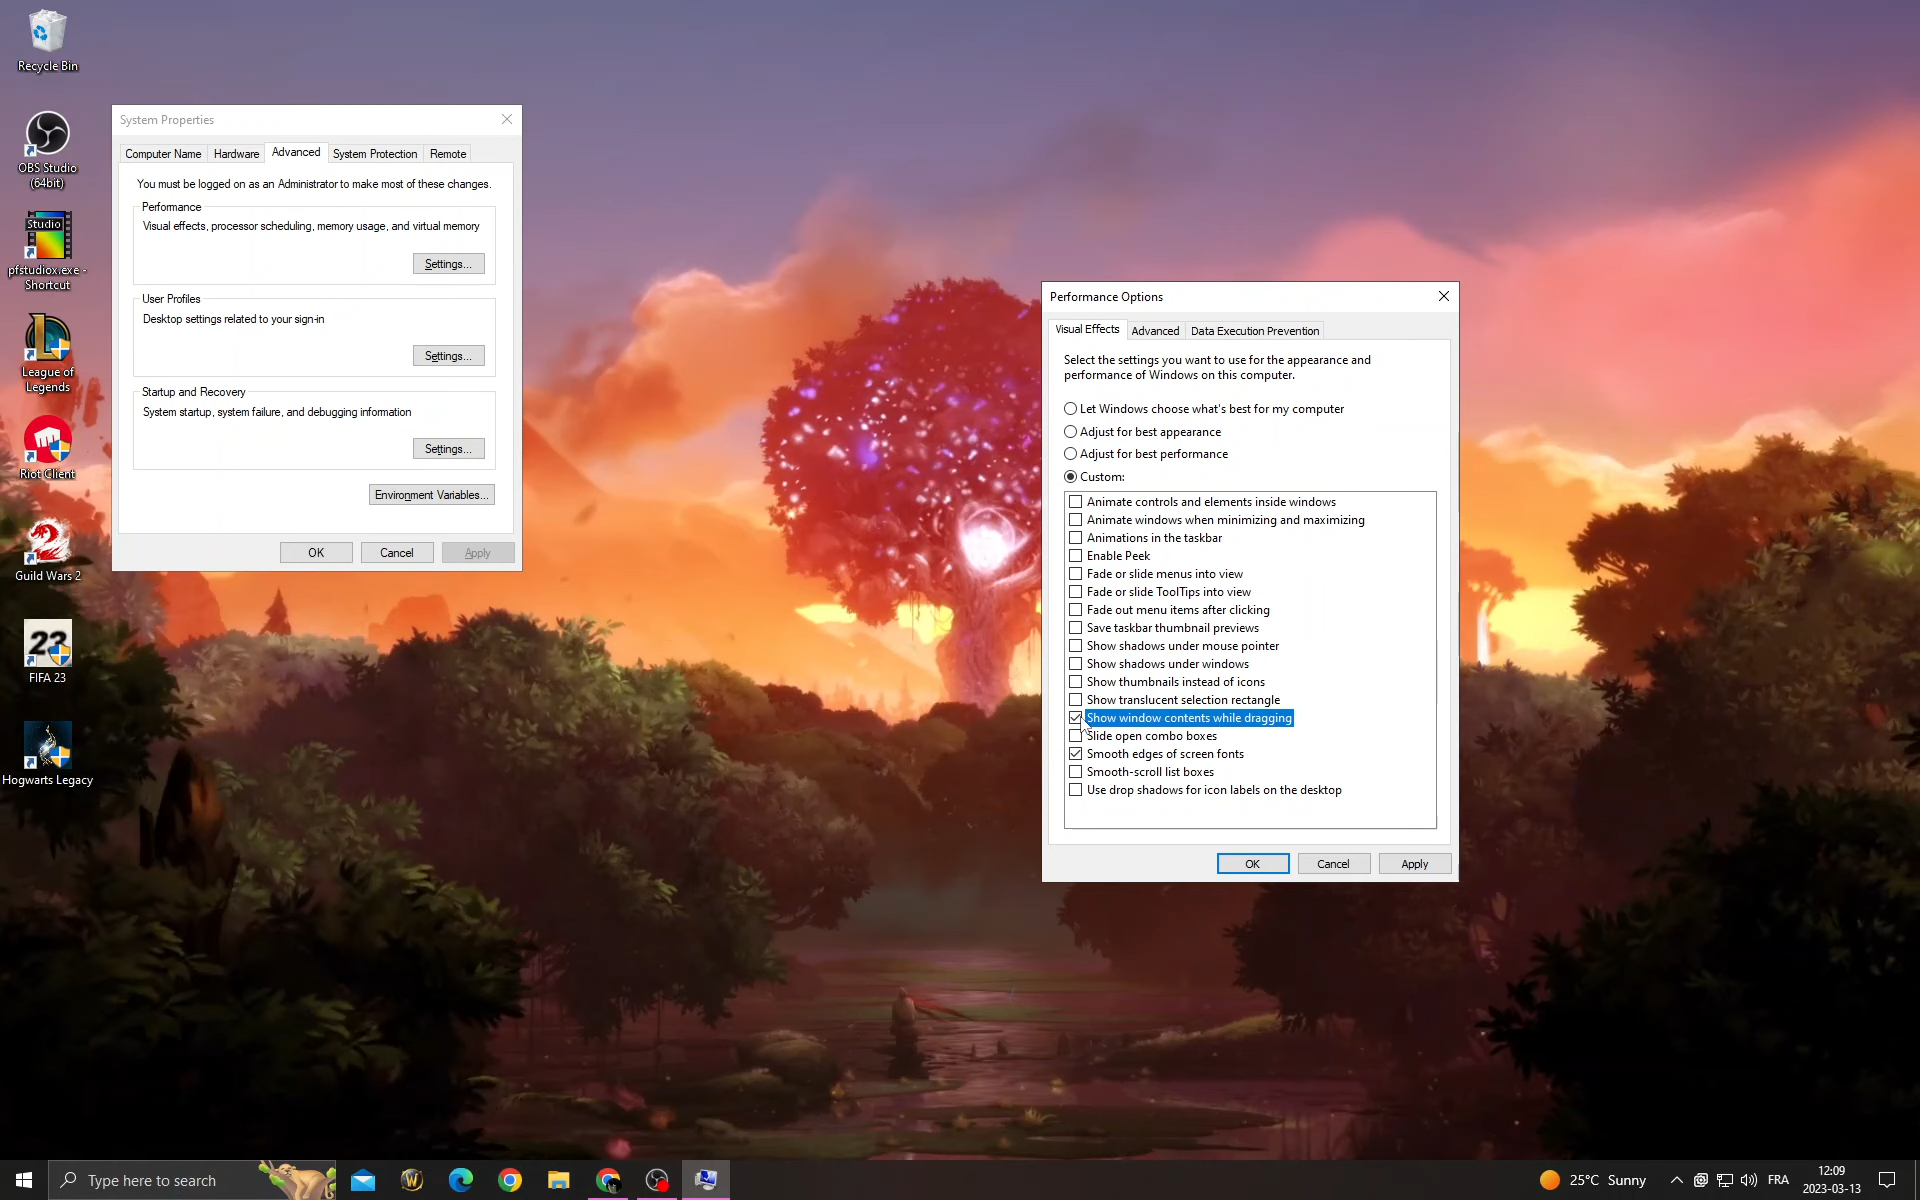 Recycle Bin
OBS Studio
(64bit)
Studio
pfstudiox.exe -
Shortcut
League of
Legends
Riot Client
Guild Wars 2
23
FIFA 23
Hogwarts Legacy
System Properties
Computer Name
Hardware
Advanced
System Protection
Remote
You must be logged on as an Administrator to make most of these changes.
Performance
Visual effects, processor scheduling, memory usage, and virtual memory
Settings...
User Profiles
Desktop settings related to your sign-in
Settings...
Startup and Recovery
System startup, system failure, and debugging information
Settings...
Environment Variables...
OK
Cancel
Apply
Performance Options
Visual Effects
Advanced
Data Execution Prevention
Select the settings you want to use for the appearance and
performance of Windows on this computer.
Let Windows choose what's best for my computer
Adjust for best appearance
Adjust for best performance
Custom:
Animate controls and elements inside windows
Animate windows when minimizing and maximizing
Animations in the taskbar
Enable Peek
Fade or slide menus into view
Fade or slide ToolTips into view
Fade out menu items after clicking
Save taskbar thumbnail previews
Show shadows under mouse pointer
Show shadows under windows
Show thumbnails instead of icons
Show translucent selection rectangle
Show window contents while dragging
Slide open combo boxes
Smooth edges of screen fonts
Smooth-scroll list boxes
Use drop shadows for icon labels on the desktop
OK
Cancel
Apply
Type here to search
W
25°C Sunny
FRA
12:09
2023-03-13